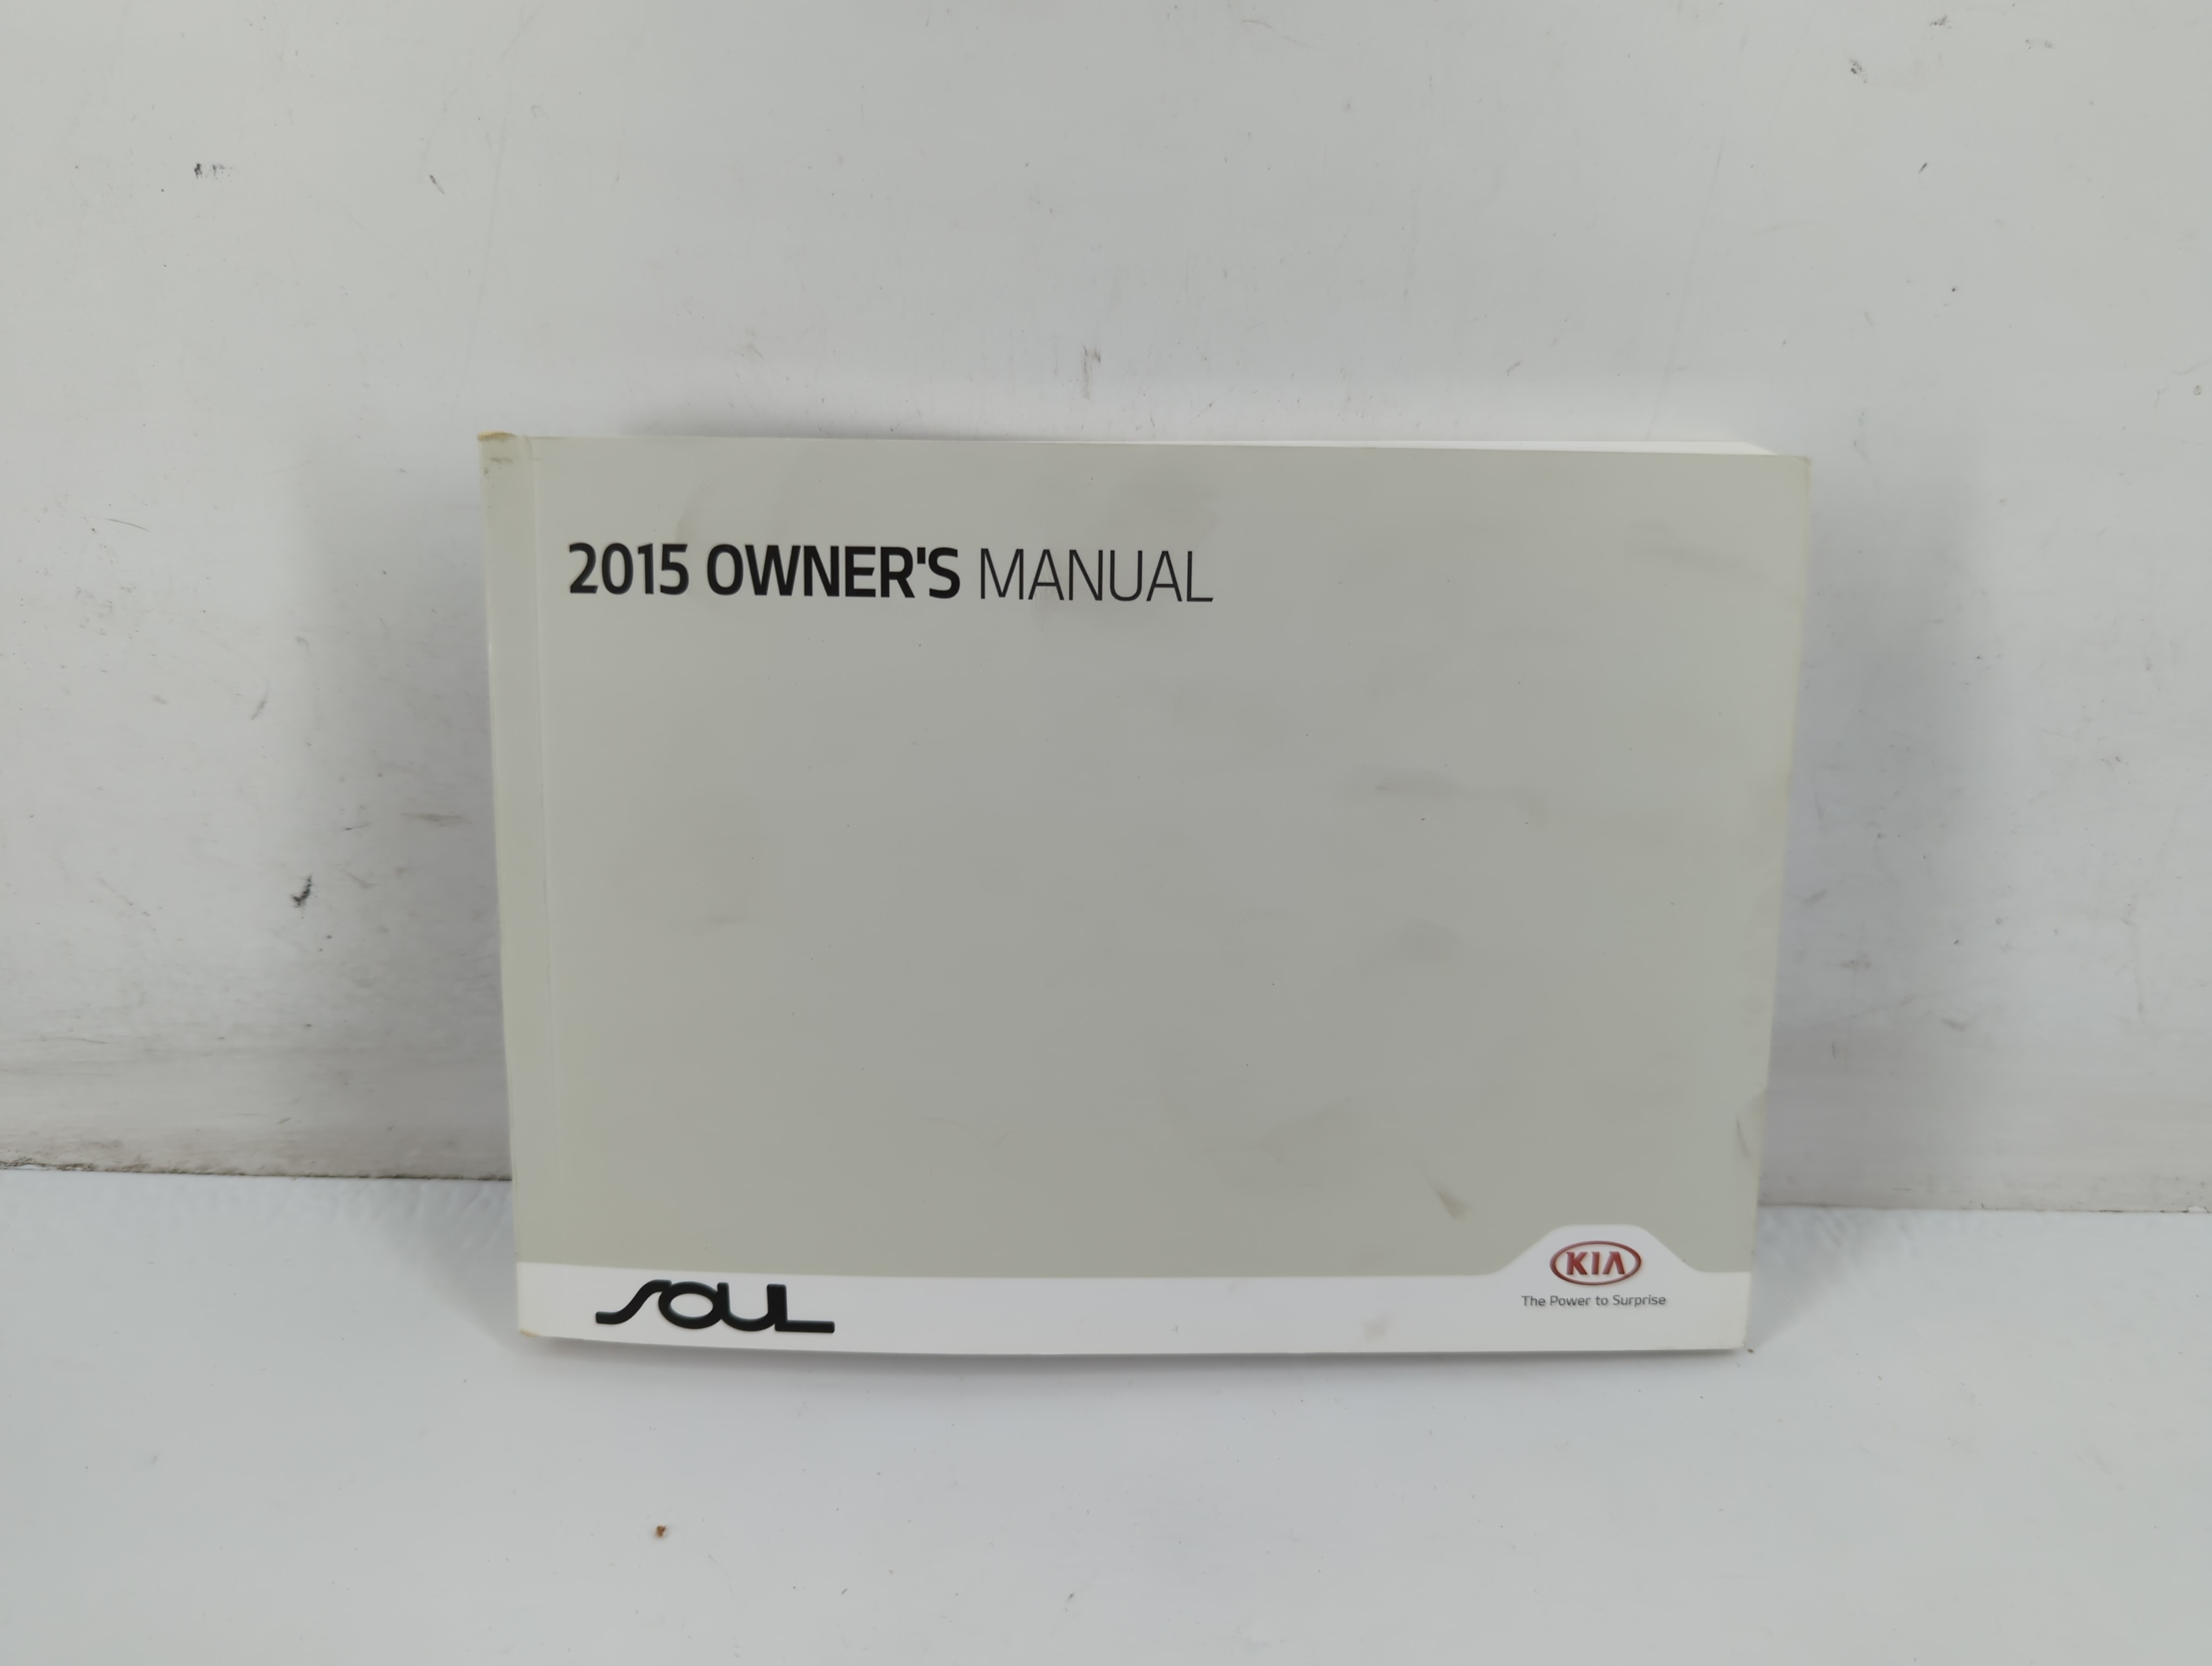 2015 OWNER'S MANUAL
SOUL
KIA
The Power to Surprise